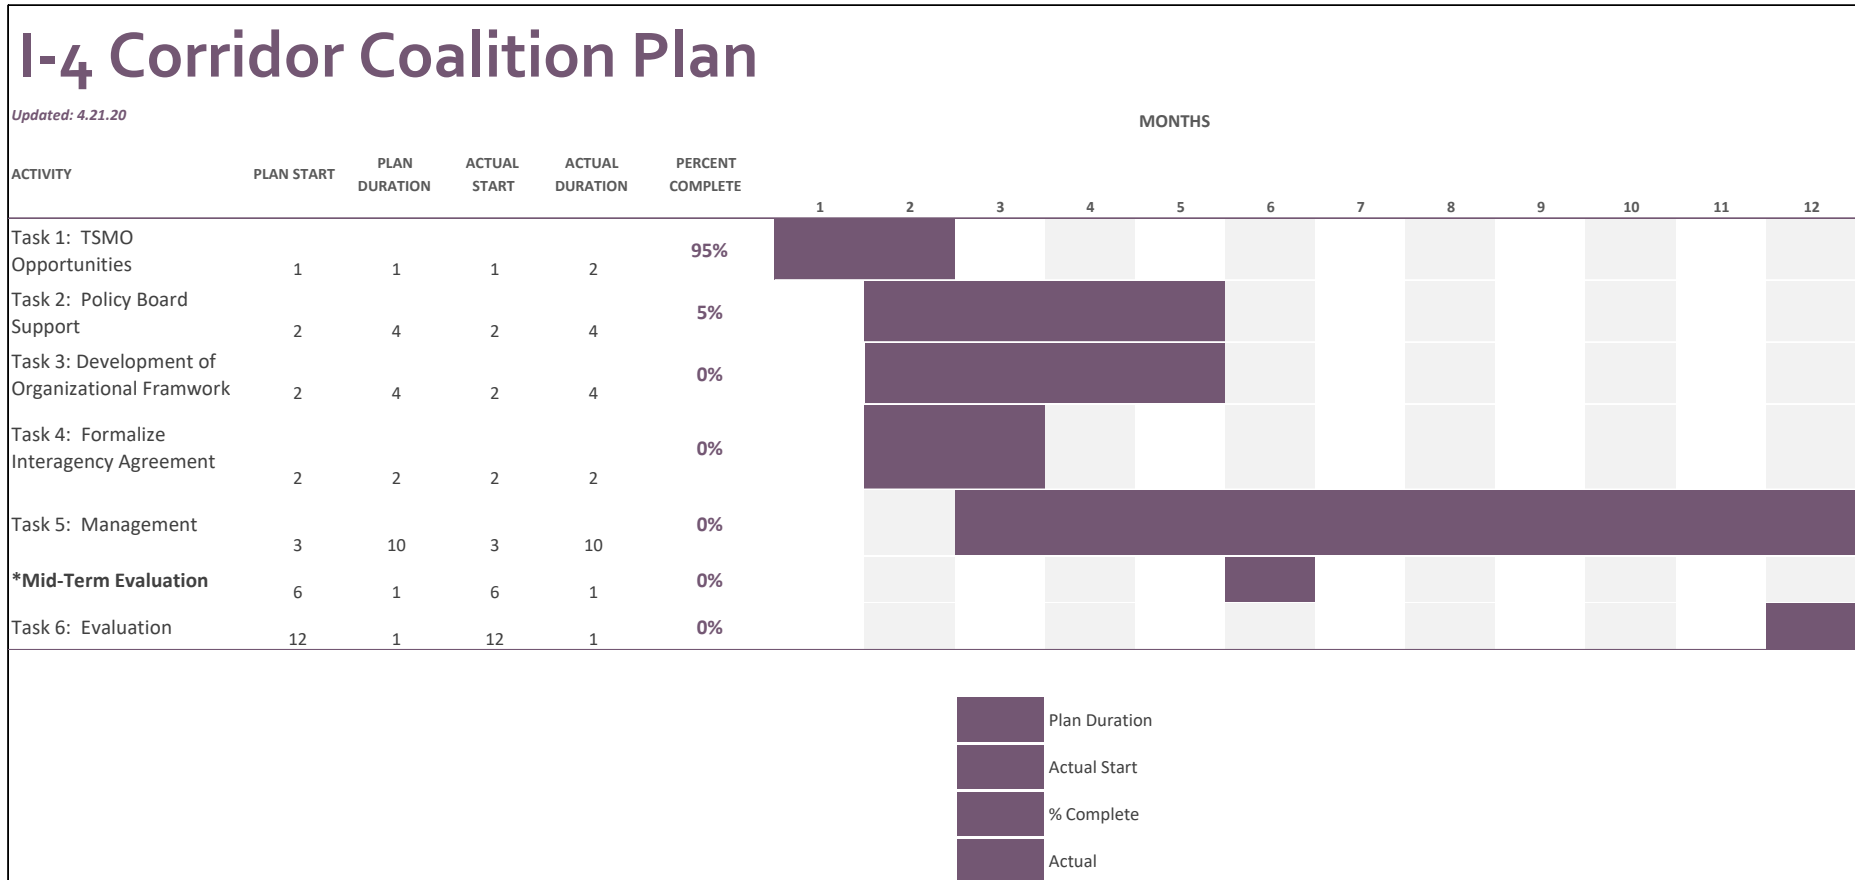 I-4 Corridor Coalition Plan
Updated: 4.21.20
MONTHS
ACTIVITY PLAN START PLAN DURATION ACTUAL START ACTUAL DURATION PERCENT COMPLETE
1 2 3 4 5 6 7 8 9 10 11 12
Task 1: TSMO
Opportunities 1 1 1 2 95%
Task 2: Policy Board
Support 2 4 2 4 5%
Task 3: Development of
Organizational Framwork 2 4 2 4 0%
Task 4: Formalize
Interagency Agreement 2 2 2 2 0%
Task 5: Management 3 10 3 10 0%
*Mid-Term Evaluation 6 1 6 1 0%
Task 6: Evaluation 12 1 12 1 0%
Plan Duration
Actual Start
% Complete
Actual